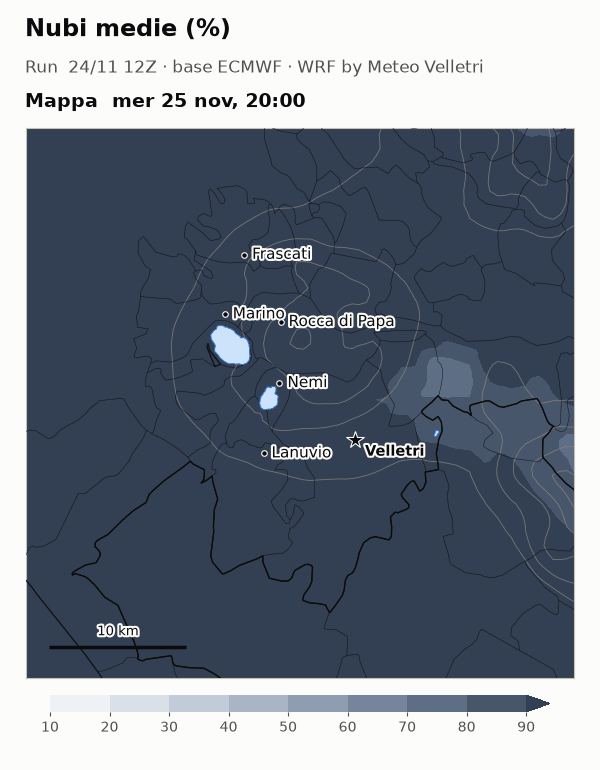 Nubi medie (%)
Run  24/11 12Z · base ECMWF · WRF by Meteo Velletri
Mappa  mer 25 nov, 20:00
Frascati
Marino
Rocca di Papa
Nemi
Velletri
Lanuvio
10 km
10 20 30 40 50 60 70 80 90